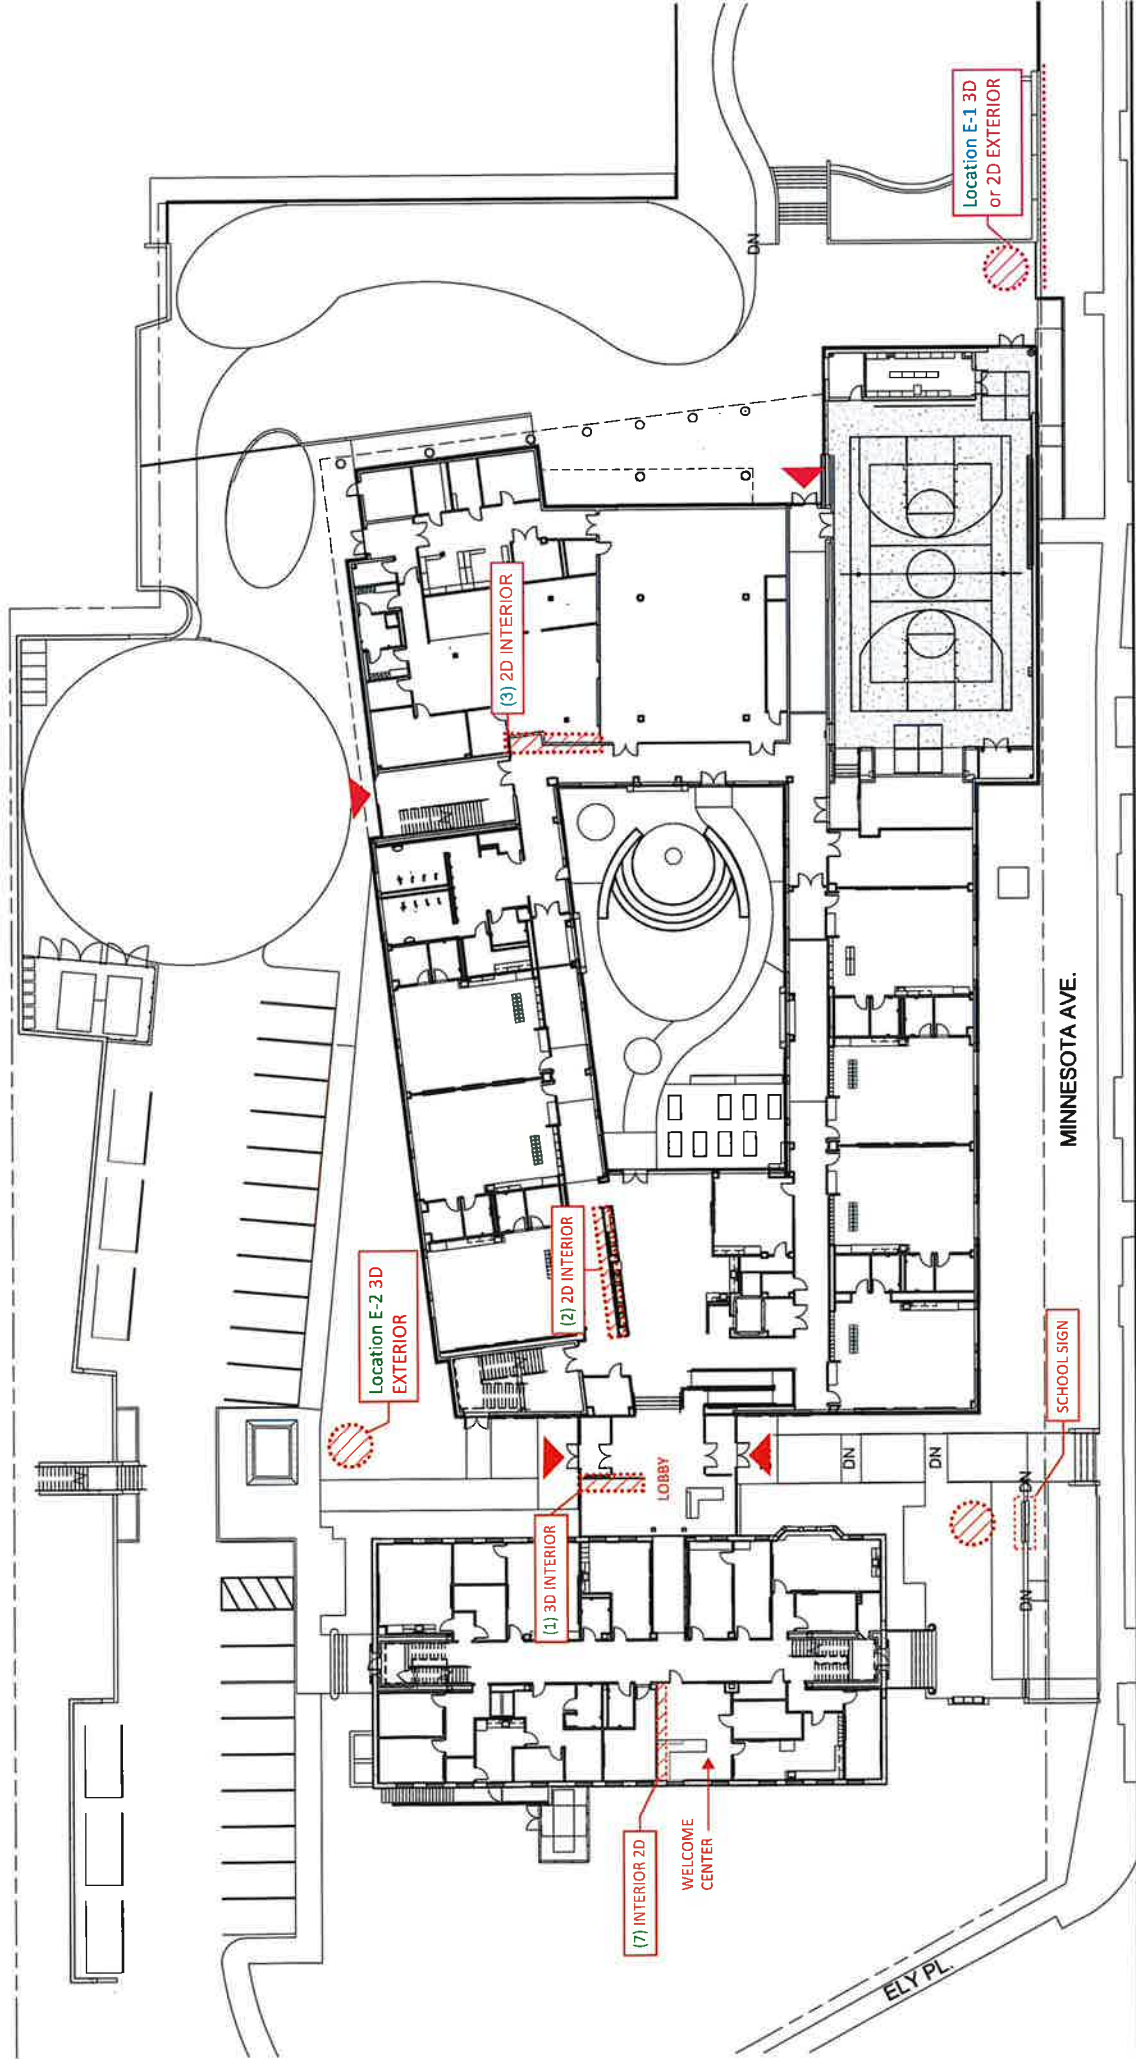 Location E-1 3D
or 2D EXTERIOR
DN
(3) 2D INTERIOR
MINNESOTA AVE.
(2) 2D INTERIOR
Location E-2 3D
EXTERIOR
SCHOOL SIGN
LOBBY
DN
DN
DN
DN
(1) 3D INTERIOR
(7) INTERIOR 2D
WELCOME
CENTER
ELY PL.